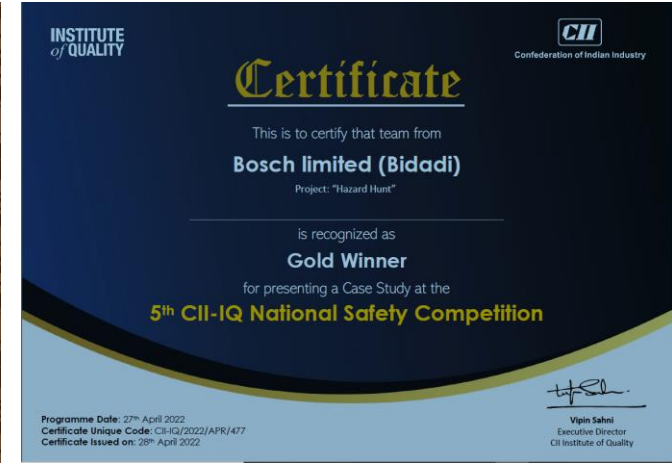 INSTITUTE
of QUALITY
CII
Confederation of Indian Industry
Certificate
This is to certify that team from
Bosch limited (Bidadi)
Project: "Hazard Hunt"
is recognized as
Gold Winner
for presenting a Case Study at the
5th CII-IQ National Safety Competition
Programme Date: 27th April 2022
Certificate Unique Code: CII-IQ/2022/APR/477
Certificate Issued on: 28th April 2022
Vipin Sahni
Executive Director
CII Institute of Quality